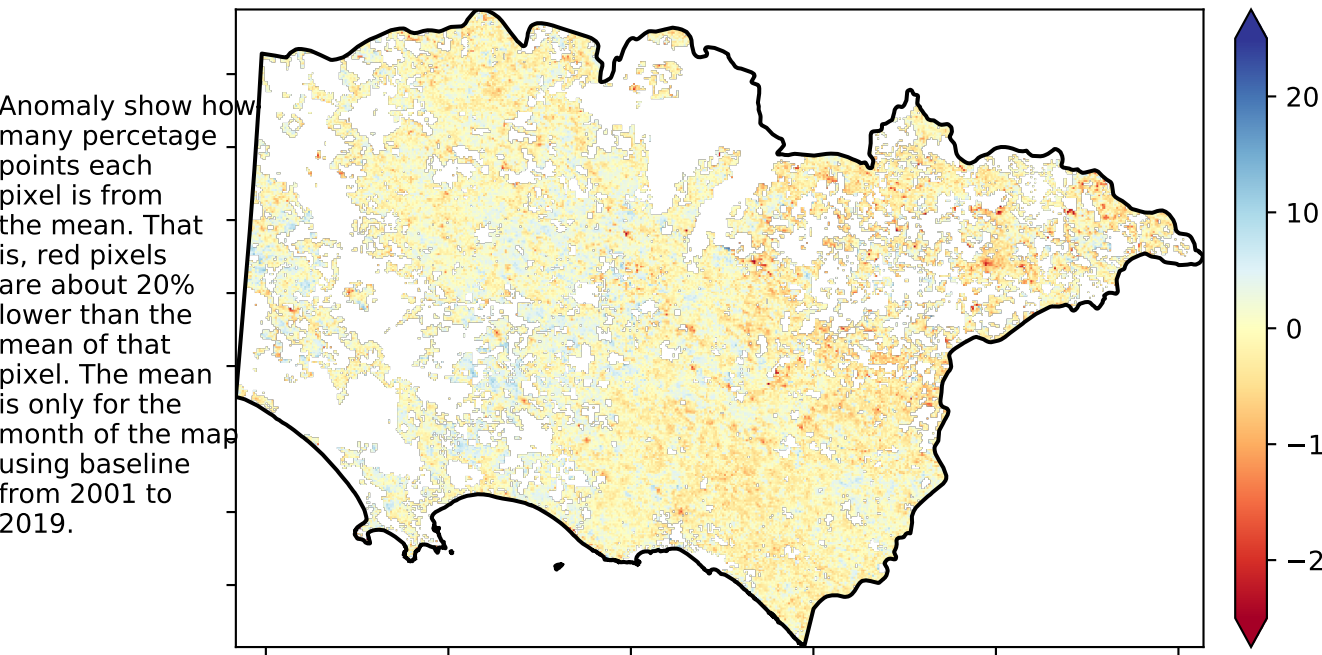 Anomaly show how
many percetage
points each
pixel is from
the mean. That
is, red pixels
are about 20%
lower than the
mean of that
pixel. The mean
is only for the
month of the map
using baseline
from 2001 to
2019.
20
10
0
−1
−2